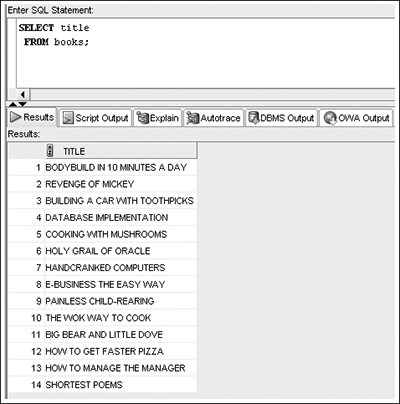 Enter SQL Statement:
SELECT title
FROM books;
Results Script Output Explain Autotrace DBMS Output OWA Output
Results:
TITLE
1 BODYBUILD IN 10 MINUTES A DAY
2 REVENGE OF MICKEY
3 BUILDING A CAR WITH TOOTHPICKS
4 DATABASE IMPLEMENTATION
5 COOKING WITH MUSHROOMS
6 HOLY GRAIL OF ORACLE
7 HANDCRANKED COMPUTERS
8 E-BUSINESS THE EASY WAY
9 PAINLESS CHILD-REARING
10 THE WOK WAY TO COOK
11 BIG BEAR AND LITTLE DOVE
12 HOW TO GET FASTER PIZZA
13 HOW TO MANAGE THE MANAGER
14 SHORTEST POEMS